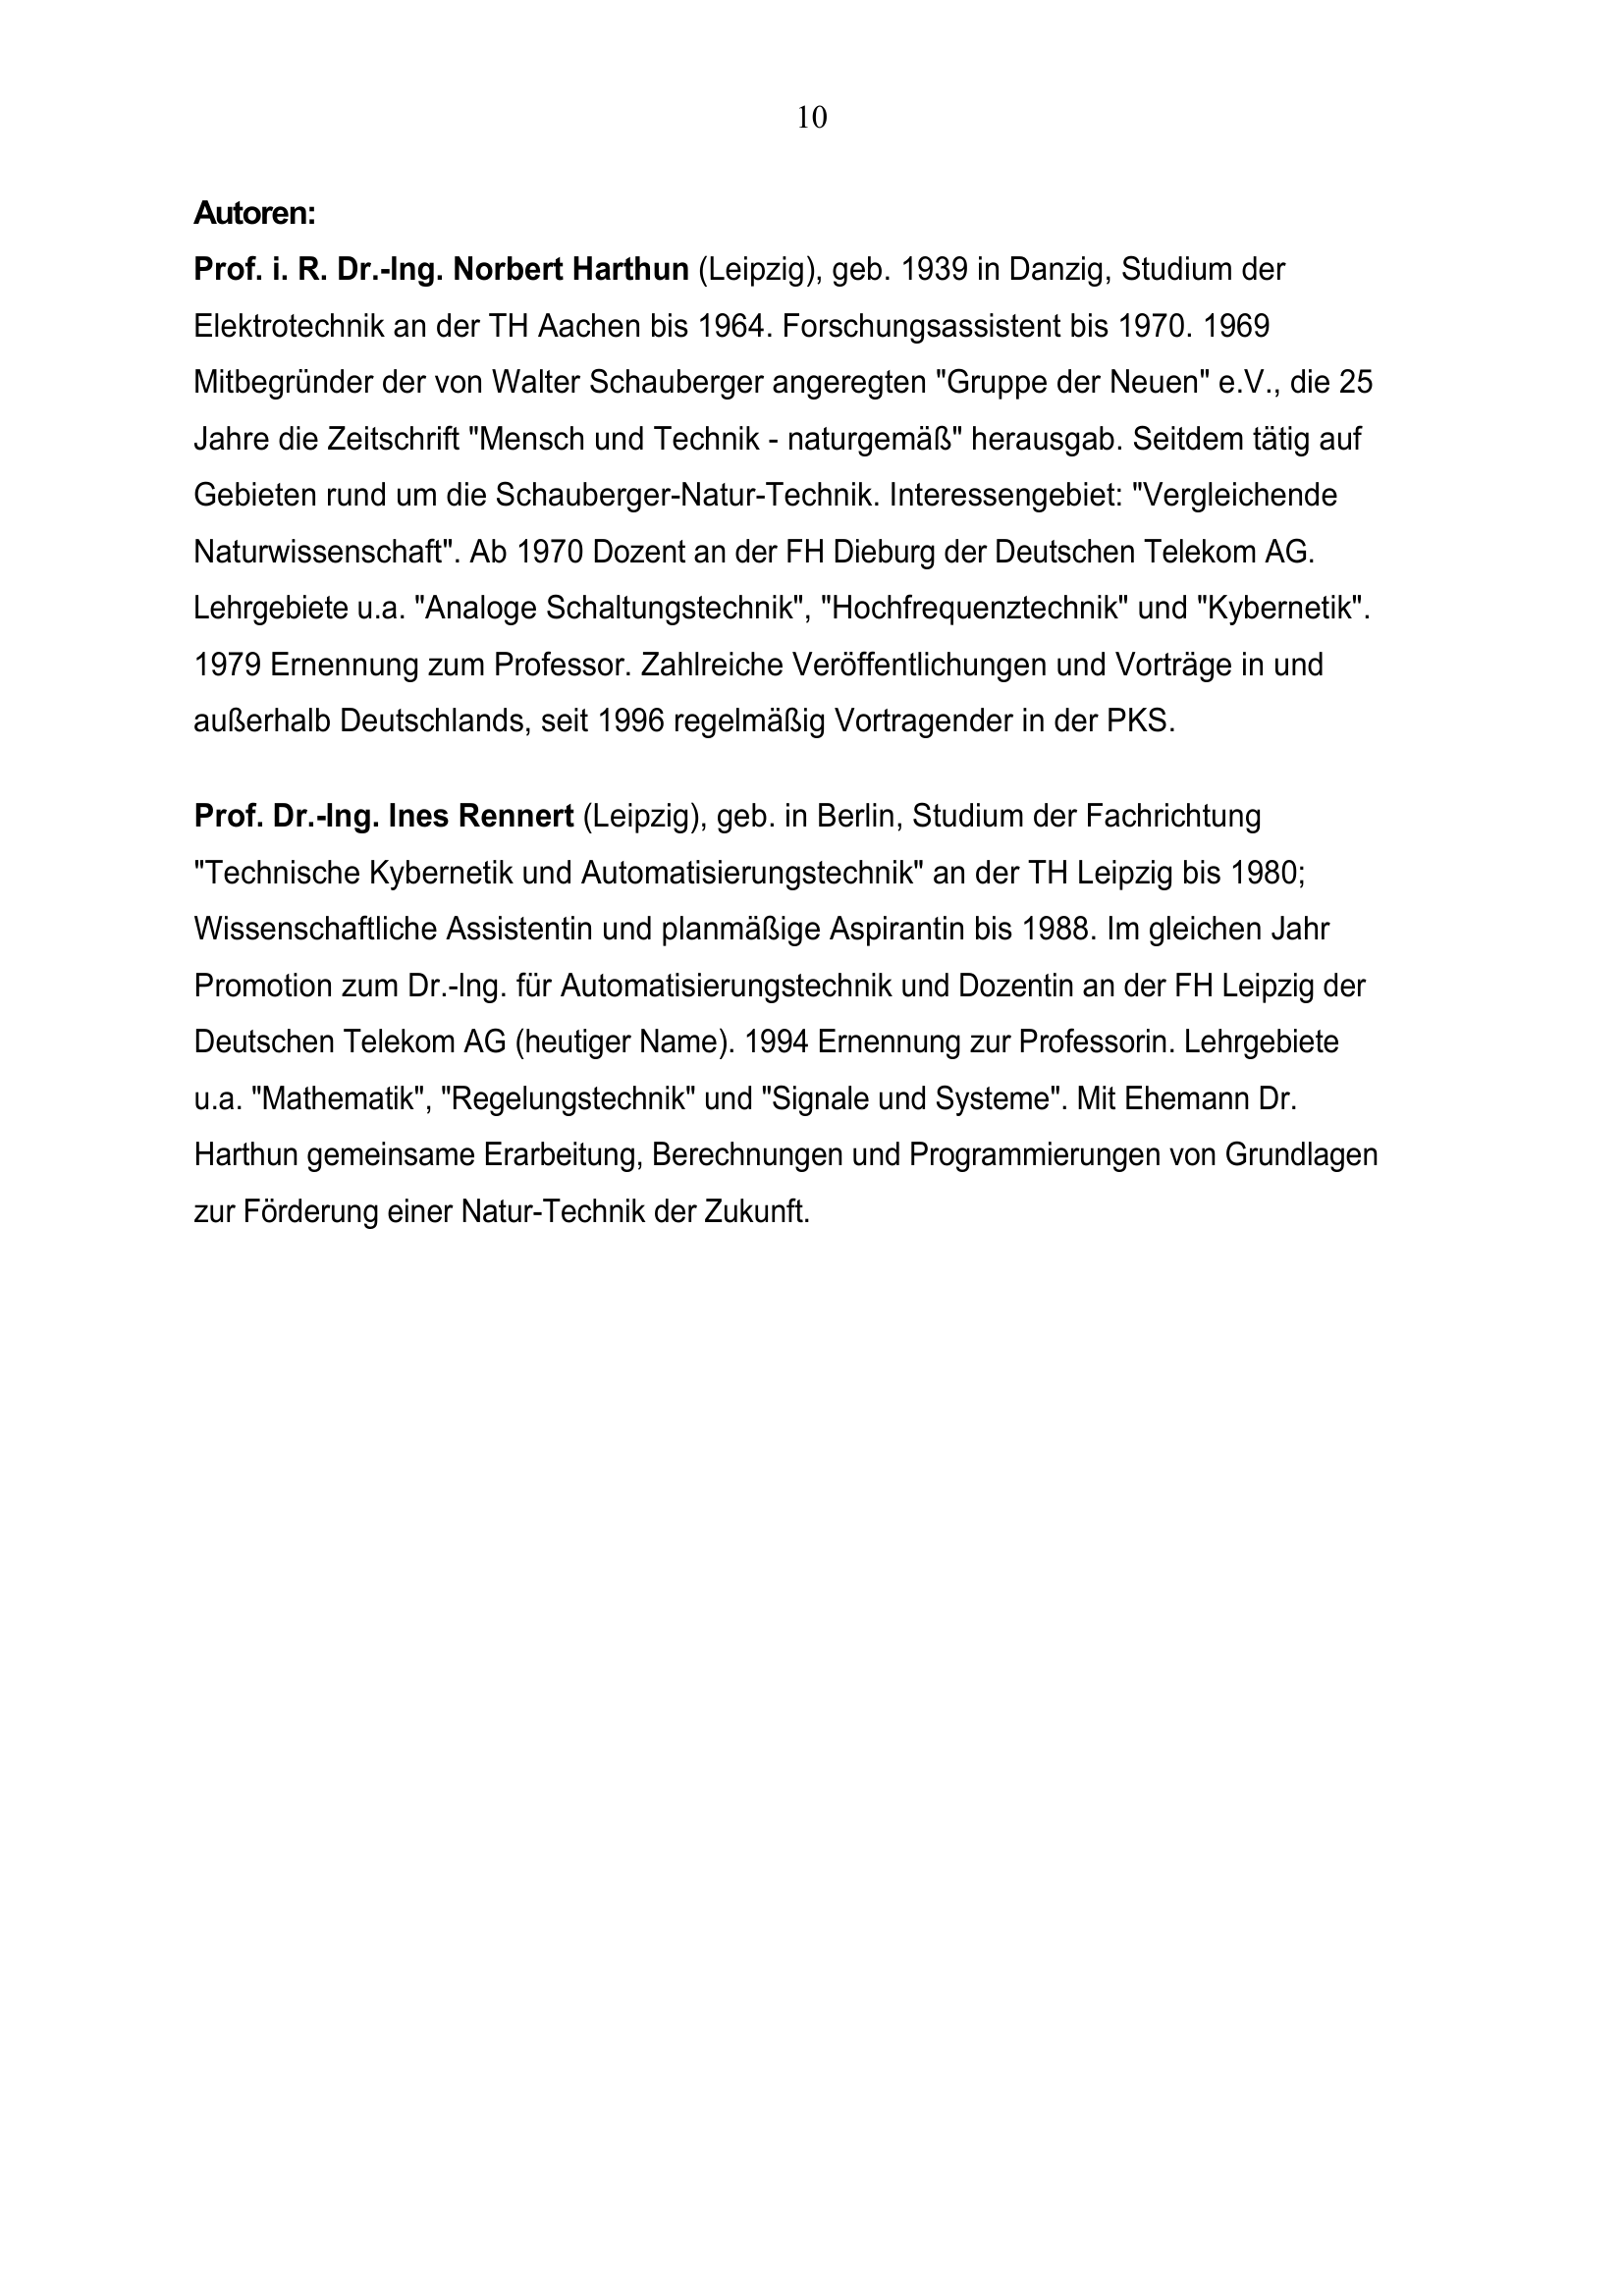 10
Autoren:
Prof. i. R. Dr.-Ing. Norbert Harthun (Leipzig), geb. 1939 in Danzig, Studium der
Elektrotechnik an der TH Aachen bis 1964. Forschungsassistent bis 1970. 1969
Mitbegründer der von Walter Schauberger angeregten "Gruppe der Neuen" e.V., die 25
Jahre die Zeitschrift "Mensch und Technik - naturgemäß" herausgab. Seitdem tätig auf
Gebieten rund um die Schauberger-Natur-Technik. Interessengebiet: "Vergleichende
Naturwissenschaft". Ab 1970 Dozent an der FH Dieburg der Deutschen Telekom AG.
Lehrgebiete u.a. "Analoge Schaltungstechnik", "Hochfrequenztechnik" und "Kybernetik".
1979 Ernennung zum Professor. Zahlreiche Veröffentlichungen und Vorträge in und
außerhalb Deutschlands, seit 1996 regelmäßig Vortragender in der PKS.
Prof. Dr.-Ing. Ines Rennert (Leipzig), geb. in Berlin, Studium der Fachrichtung
"Technische Kybernetik und Automatisierungstechnik" an der TH Leipzig bis 1980;
Wissenschaftliche Assistentin und planmäßige Aspirantin bis 1988. Im gleichen Jahr
Promotion zum Dr.-Ing. für Automatisierungstechnik und Dozentin an der FH Leipzig der
Deutschen Telekom AG (heutiger Name). 1994 Ernennung zur Professorin. Lehrgebiete
u.a. "Mathematik", "Regelungstechnik" und "Signale und Systeme". Mit Ehemann Dr.
Harthun gemeinsame Erarbeitung, Berechnungen und Programmierungen von Grundlagen
zur Förderung einer Natur-Technik der Zukunft.